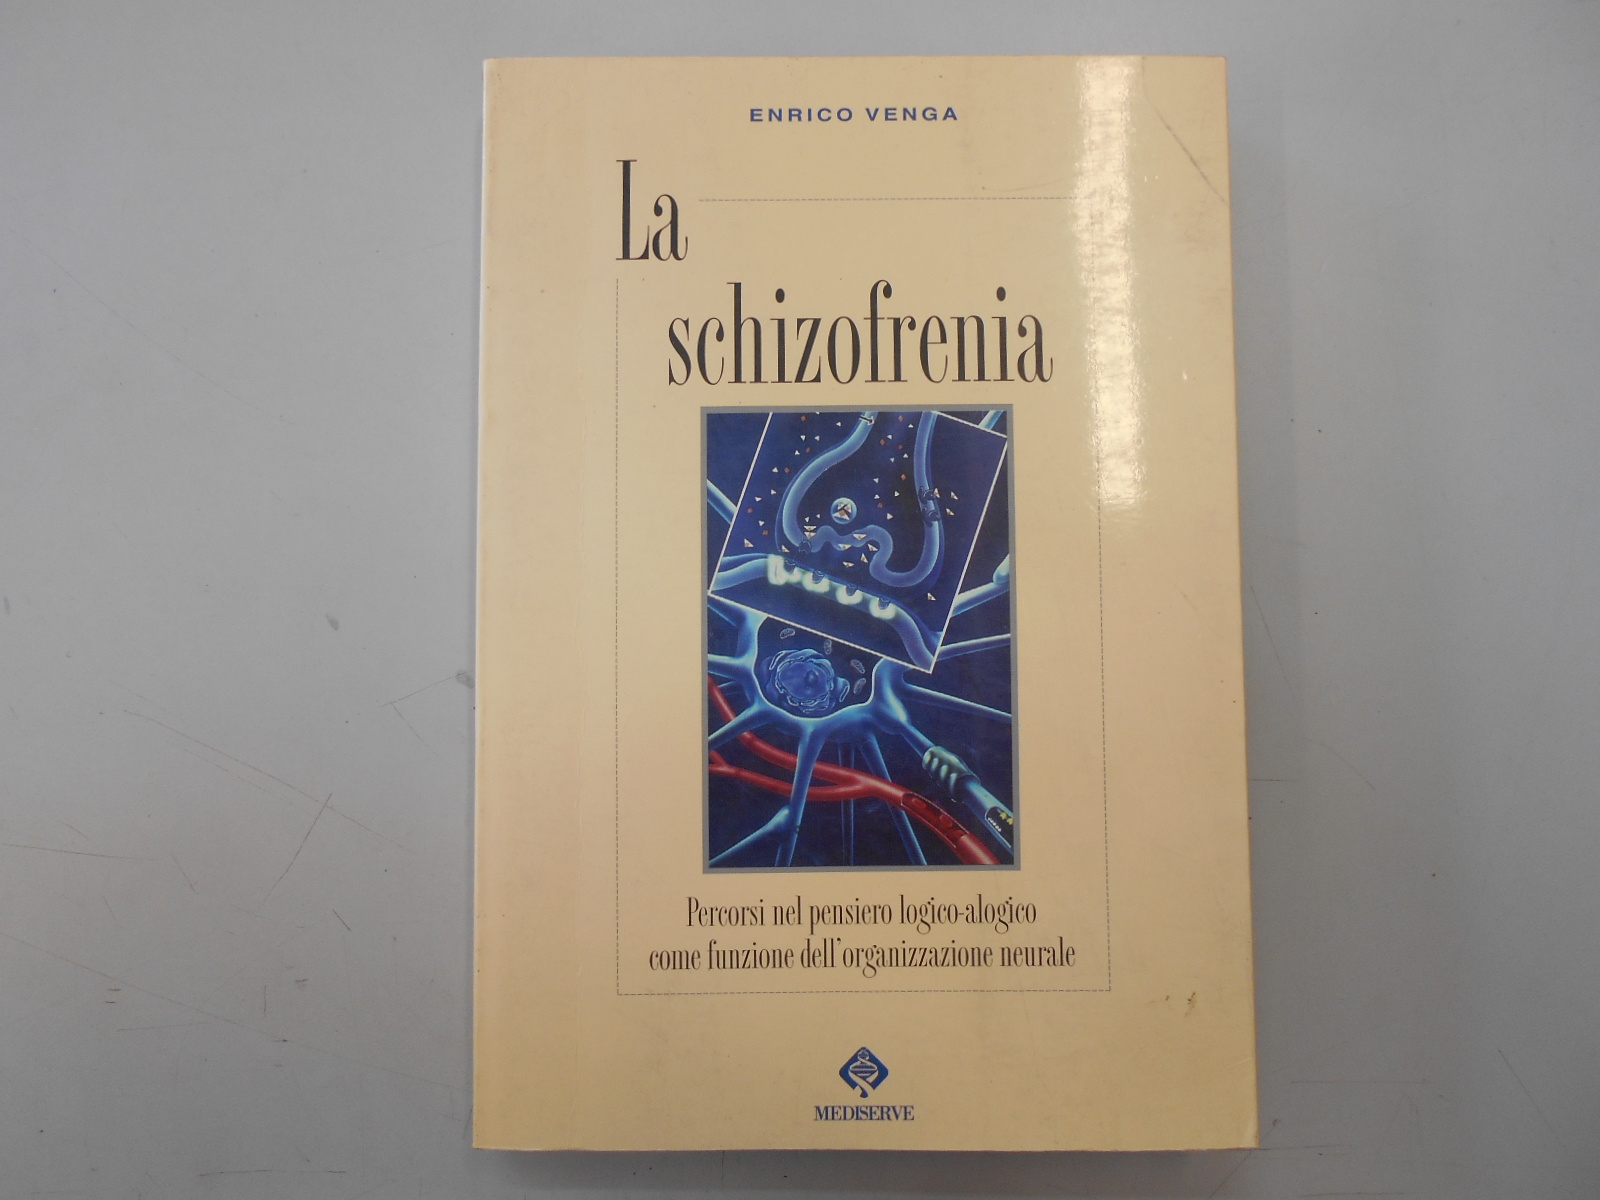 ENRICO VENGA
La
schizofrenia
Percorsi nel pensiero logico-alogico
come funzione dell'organizzazione neurale
MEDISERVE